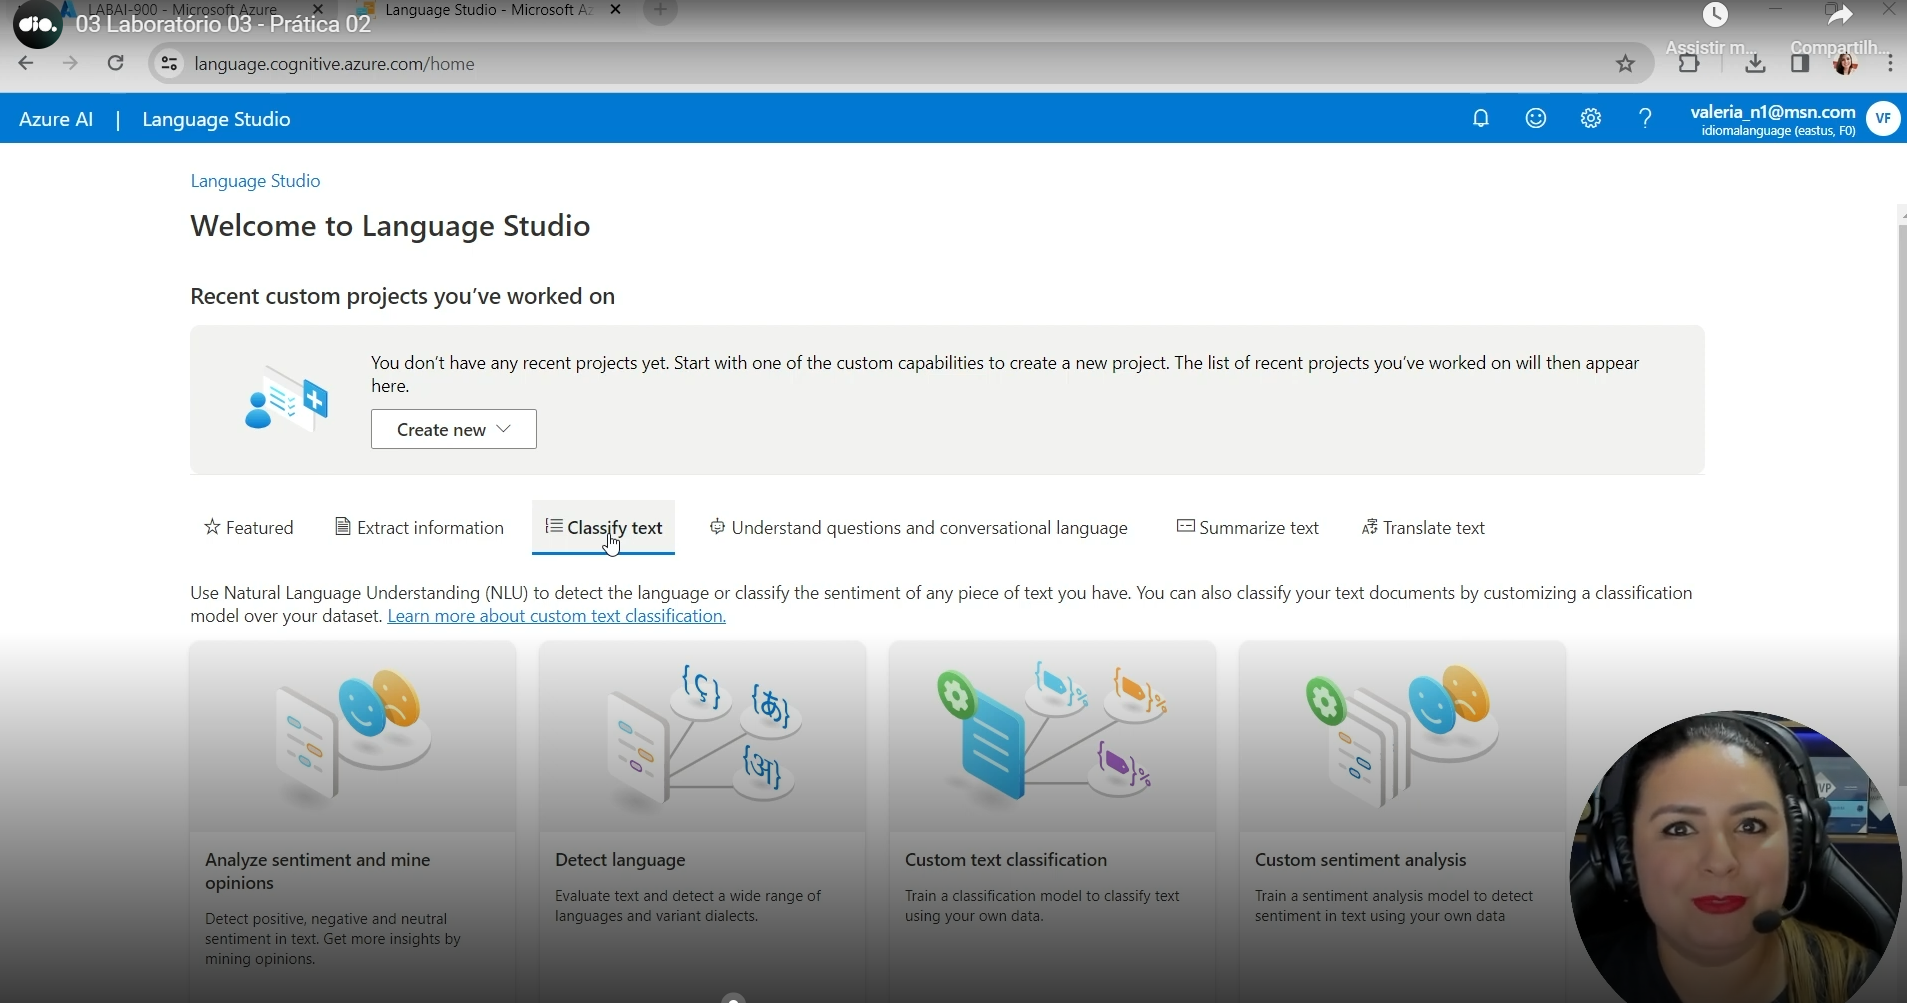 dio.
03 Laboratório 03 - Prática 02
LABAI-900 - Microsoft Azure
Language Studio - Microsoft Az
Assistir m...
Compartilh...
language.cognitive.azure.com/home
Azure AI | Language Studio
valeria_n1@msn.com
idiomalanguage (eastus, F0)
VF
Language Studio
Welcome to Language Studio
Recent custom projects you've worked on
You don't have any recent projects yet. Start with one of the custom capabilities to create a new project. The list of recent projects you've worked on will then appear
here.
Create new
Featured
Extract information
Classify text
Understand questions and conversational language
Summarize text
Translate text
Use Natural Language Understanding (NLU) to detect the language or classify the sentiment of any piece of text you have. You can also classify your text documents by customizing a classification
model over your dataset. Learn more about custom text classification.
{ç}
{あ}
{अ}
Analyze sentiment and mine
opinions
Detect positive, negative and neutral
sentiment in text. Get more insights by
mining opinions.
Detect language
Evaluate text and detect a wide range of
languages and variant dialects.
Custom text classification
Train a classification model to classify text
using your own data.
Custom sentiment analysis
Train a sentiment analysis model to detect
sentiment in text using your own data